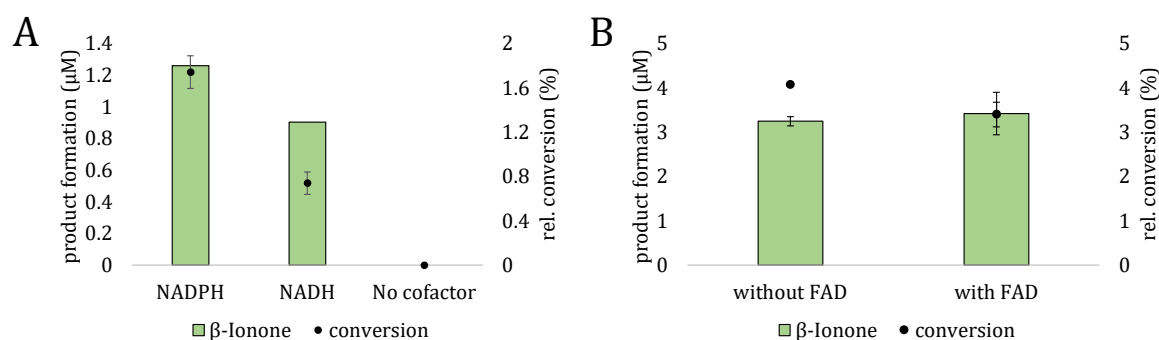 A
product formation (µM)
1.4
1.2
1
0.8
0.6
0.4
0.2
0
2
1.6
1.2
0.8
0.4
0
rel. conversion (%)
NADPH NADH No cofactor
β-Ionone conversion
B
product formation (µM)
5
4
3
2
1
0
5
4
3
2
1
0
rel. conversion (%)
without FAD with FAD
β-Ionone conversion